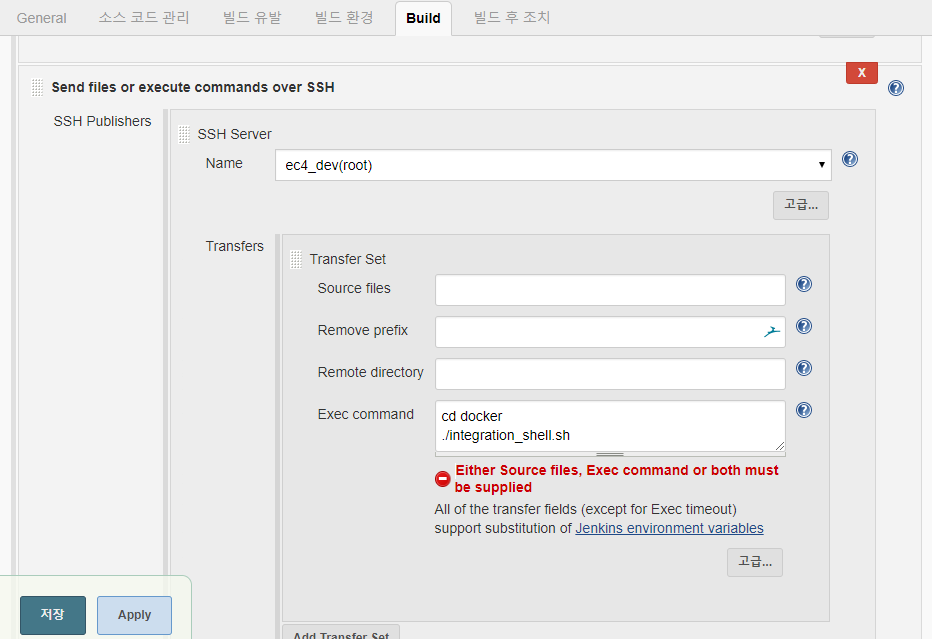 General 소스 코드 관리 빌드 유발 빌드 환경 Build 빌드 후 조치
X
Send files or execute commands over SSH
SSH Publishers
SSH Server
Name
ec4_dev(root)
고급...
Transfers
Transfer Set
Source files
Remove prefix
Remote directory
Exec command
cd docker
./integration_shell.sh
Either Source files, Exec command or both must
be supplied
All of the transfer fields (except for Exec timeout)
support substitution of Jenkins environment variables
고급...
저장 Apply
Add Transfer Set